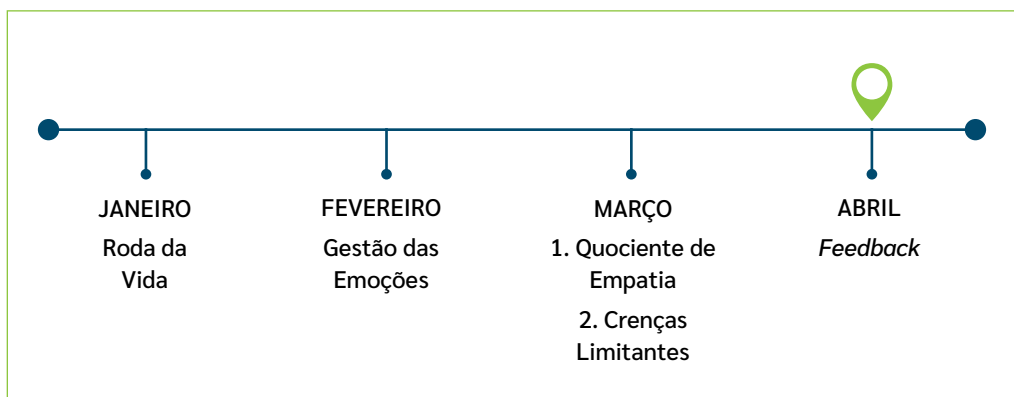 JANEIRO
Roda da
Vida
FEVEREIRO
Gestão das
Emoções
MARÇO
1. Quociente de
Empatia
2. Crenças
Limitantes
ABRIL
Feedback